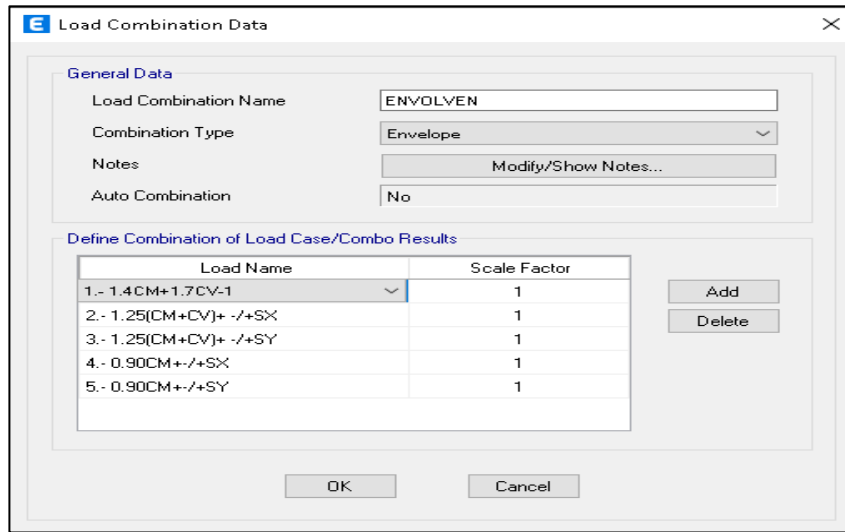 E Load Combination Data
General Data
Load Combination Name ENVOLVEN
Combination Type Envelope
Notes Modify/Show Notes...
Auto Combination No
Define Combination of Load Case/Combo Results
Load Name Scale Factor
1.- 1.4CM+1.7CV-1 1 Add
2.- 1.25(CM+CV)+ -/+SX 1 Delete
3.- 1.25(CM+CV)+ -/+SY 1
4.- 0.90CM+-/+SX 1
5.- 0.90CM+-/+SY 1
OK Cancel